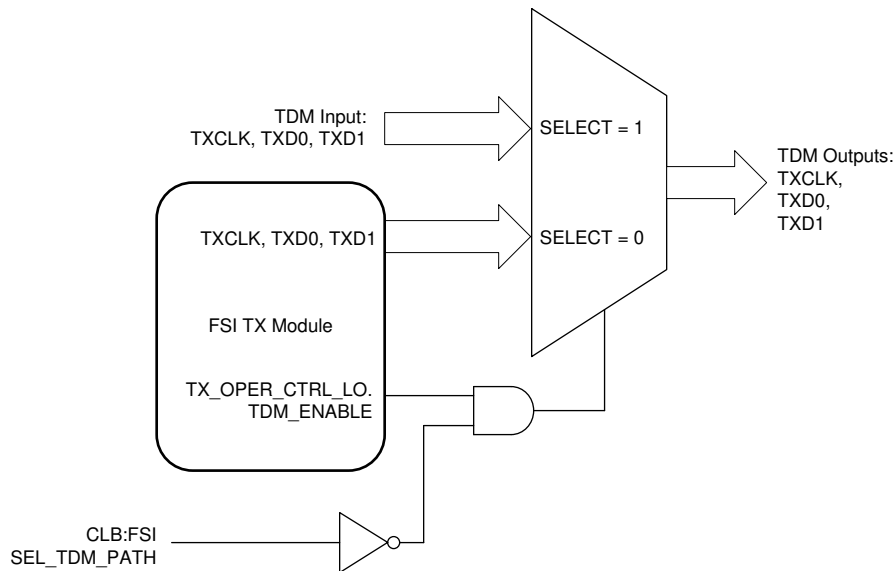 TDM Input:
TXCLK, TXD0, TXD1
SELECT = 1
TDM Outputs:
TXCLK,
TXD0,
TXD1
TXCLK, TXD0, TXD1
SELECT = 0
FSI TX Module
TX_OPER_CTRL_LO.
TDM_ENABLE
CLB:FSI
SEL_TDM_PATH